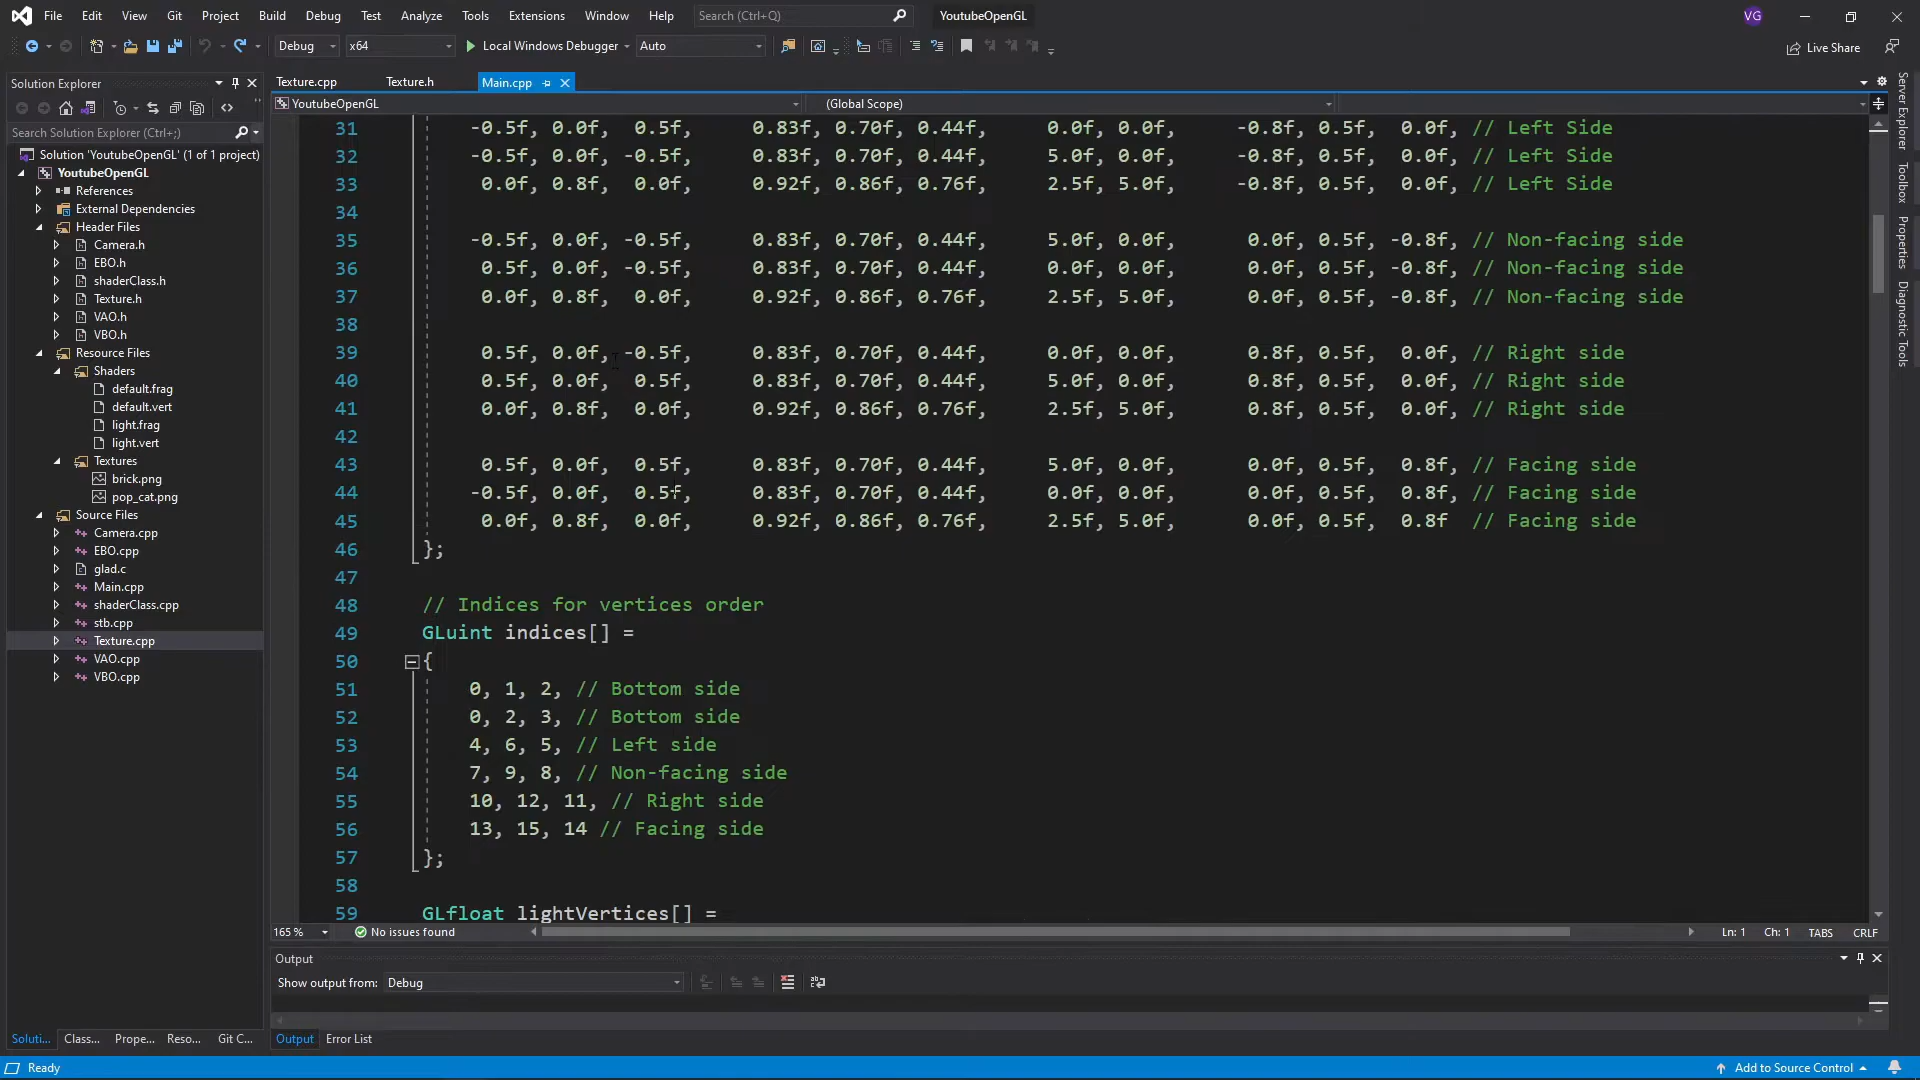 File Edit View Git Project Build Debug Test Analyze Tools Extensions Window Help Search (Ctrl+Q) YoutubeOpenGL VG
Debug x64 Local Windows Debugger Auto Live Share
Solution Explorer
Search Solution Explorer (Ctrl+;)
Solution 'YoutubeOpenGL' (1 of 1 project)
YoutubeOpenGL
References
External Dependencies
Header Files
Camera.h
EBO.h
shaderClass.h
Texture.h
VAO.h
VBO.h
Resource Files
Shaders
default.frag
default.vert
light.frag
light.vert
Textures
brick.png
pop_cat.png
Source Files
Camera.cpp
EBO.cpp
glad.c
Main.cpp
shaderClass.cpp
stb.cpp
Texture.cpp
VAO.cpp
VBO.cpp
Soluti... Class... Prope... Reso... Git C...
Texture.cpp Texture.h Main.cpp
YoutubeOpenGL (Global Scope)
31 -0.5f, 0.0f, 0.5f, 0.83f, 0.70f, 0.44f, 0.0f, 0.0f, -0.8f, 0.5f, 0.0f, // Left Side
32 -0.5f, 0.0f, -0.5f, 0.83f, 0.70f, 0.44f, 5.0f, 0.0f, -0.8f, 0.5f, 0.0f, // Left Side
33 0.0f, 0.8f, 0.0f, 0.92f, 0.86f, 0.76f, 2.5f, 5.0f, -0.8f, 0.5f, 0.0f, // Left Side
34
35 -0.5f, 0.0f, -0.5f, 0.83f, 0.70f, 0.44f, 5.0f, 0.0f, 0.0f, 0.5f, -0.8f, // Non-facing side
36 0.5f, 0.0f, -0.5f, 0.83f, 0.70f, 0.44f, 0.0f, 0.0f, 0.0f, 0.5f, -0.8f, // Non-facing side
37 0.0f, 0.8f, 0.0f, 0.92f, 0.86f, 0.76f, 2.5f, 5.0f, 0.0f, 0.5f, -0.8f, // Non-facing side
38
39 0.5f, 0.0f, -0.5f, 0.83f, 0.70f, 0.44f, 0.0f, 0.0f, 0.8f, 0.5f, 0.0f, // Right side
40 0.5f, 0.0f, 0.5f, 0.83f, 0.70f, 0.44f, 5.0f, 0.0f, 0.8f, 0.5f, 0.0f, // Right side
41 0.0f, 0.8f, 0.0f, 0.92f, 0.86f, 0.76f, 2.5f, 5.0f, 0.8f, 0.5f, 0.0f, // Right side
42
43 0.5f, 0.0f, 0.5f, 0.83f, 0.70f, 0.44f, 5.0f, 0.0f, 0.0f, 0.5f, 0.8f, // Facing side
44 -0.5f, 0.0f, 0.5f, 0.83f, 0.70f, 0.44f, 0.0f, 0.0f, 0.0f, 0.5f, 0.8f, // Facing side
45 0.0f, 0.8f, 0.0f, 0.92f, 0.86f, 0.76f, 2.5f, 5.0f, 0.0f, 0.5f, 0.8f // Facing side
46 };
47
48 // Indices for vertices order
49 GLuint indices[] =
50 {
51 0, 1, 2, // Bottom side
52 0, 2, 3, // Bottom side
53 4, 6, 5, // Left side
54 7, 9, 8, // Non-facing side
55 10, 12, 11, // Right side
56 13, 15, 14 // Facing side
57 };
58
59 GLfloat lightVertices[] =
165 % No issues found Ln: 1 Ch: 1 TABS CRLF
Output
Show output from: Debug
Output Error List
Server Explorer
Toolbox
Properties
Diagnostic Tools
Ready Add to Source Control